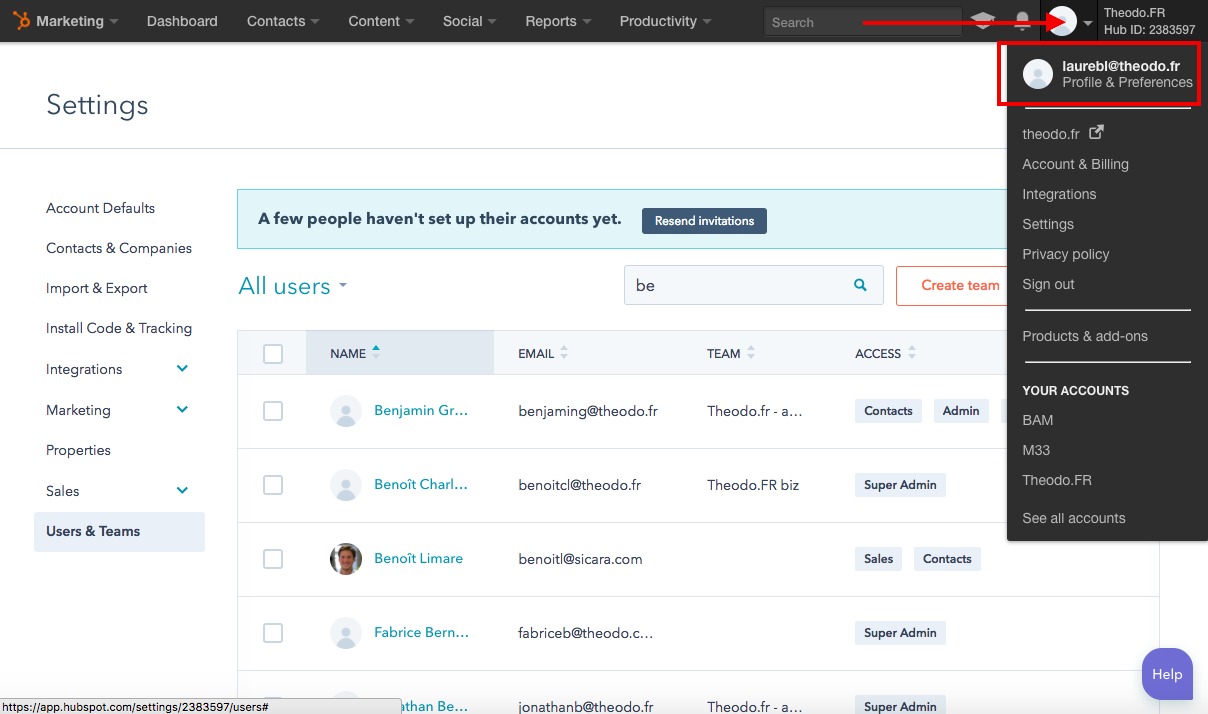 Marketing Dashboard Contacts Content Social Reports Productivity Search Theodo.FR
Hub ID: 2383597
laurebl@theodo.fr
Profile & Preferences
theodo.fr
Account & Billing
Integrations
Settings
Privacy policy
Sign out
Products & add-ons
YOUR ACCOUNTS
BAM
M33
Theodo.FR
See all accounts
Settings
Account Defaults
Contacts & Companies
Import & Export
Install Code & Tracking
Integrations
Marketing
Properties
Sales
Users & Teams
A few people haven't set up their accounts yet. Resend invitations
All users be Create team
NAME EMAIL TEAM ACCESS
Benjamin Gr... benjaming@theodo.fr Theodo.fr - a... Contacts Admin
Benoît Charl... benoitcl@theodo.fr Theodo.FR biz Super Admin
Benoît Limare benoitl@sicara.com Sales Contacts
Fabrice Bern... fabriceb@theodo.c... Super Admin
athan Be... jonathanb@theodo.fr Theodo.fr - a... Super Admin
Help
https://app.hubspot.com/settings/2383597/users#